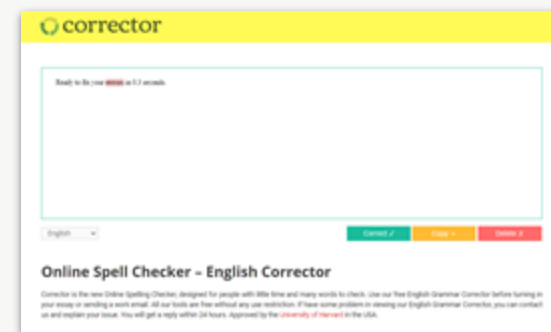 corrector
Ready to fix your in 0.3 seconds.
English
Correct ✓
Copy
Delete
Online Spell Checker – English Corrector
Corrector is the new Online Spelling Checker, designed for people with little time and many words to check. Use our free English Grammar Corrector before turning in
your essay or sending a work email. All our tools are free without any use restriction. If have some problem in viewing our English Grammar Corrector, you can contact
us and explain your issue. You will get a reply within 24 hours. Approved by the University of Harvard in the USA.